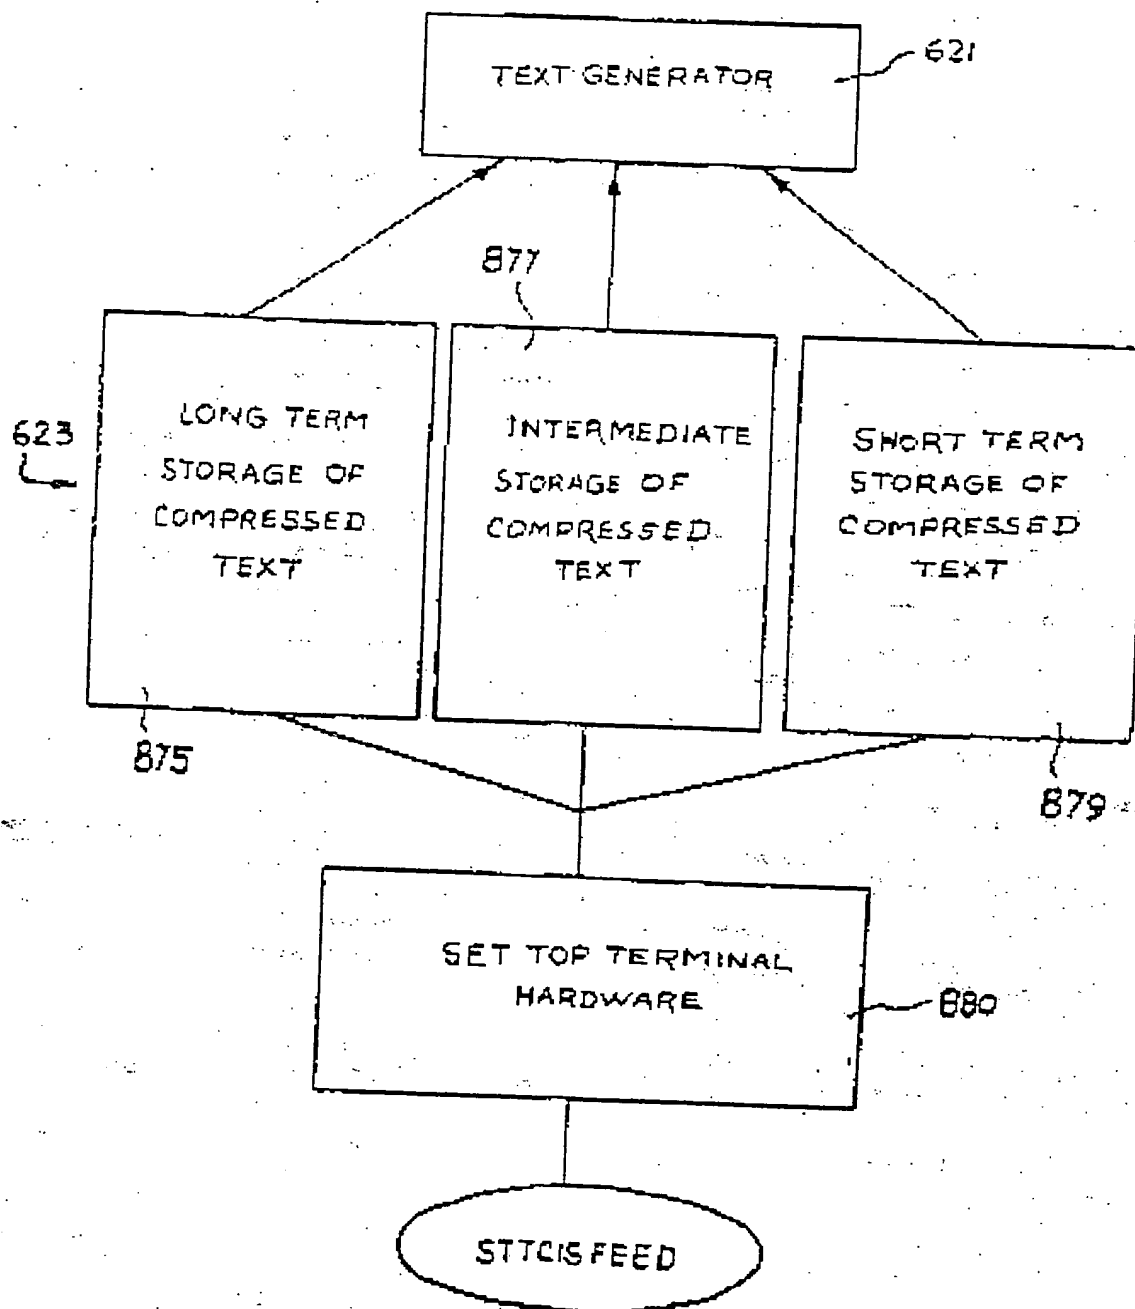 TEXT GENERATOR
621
877
623
LONG TERM
STORAGE OF
COMPRESSED
TEXT
INTERMEDIATE
STORAGE OF
COMPRESSED
TEXT
SHORT TERM
STORAGE OF
COMPRESSED
TEXT
875
879
SET TOP TERMINAL
HARDWARE
880
STTCIS FEED